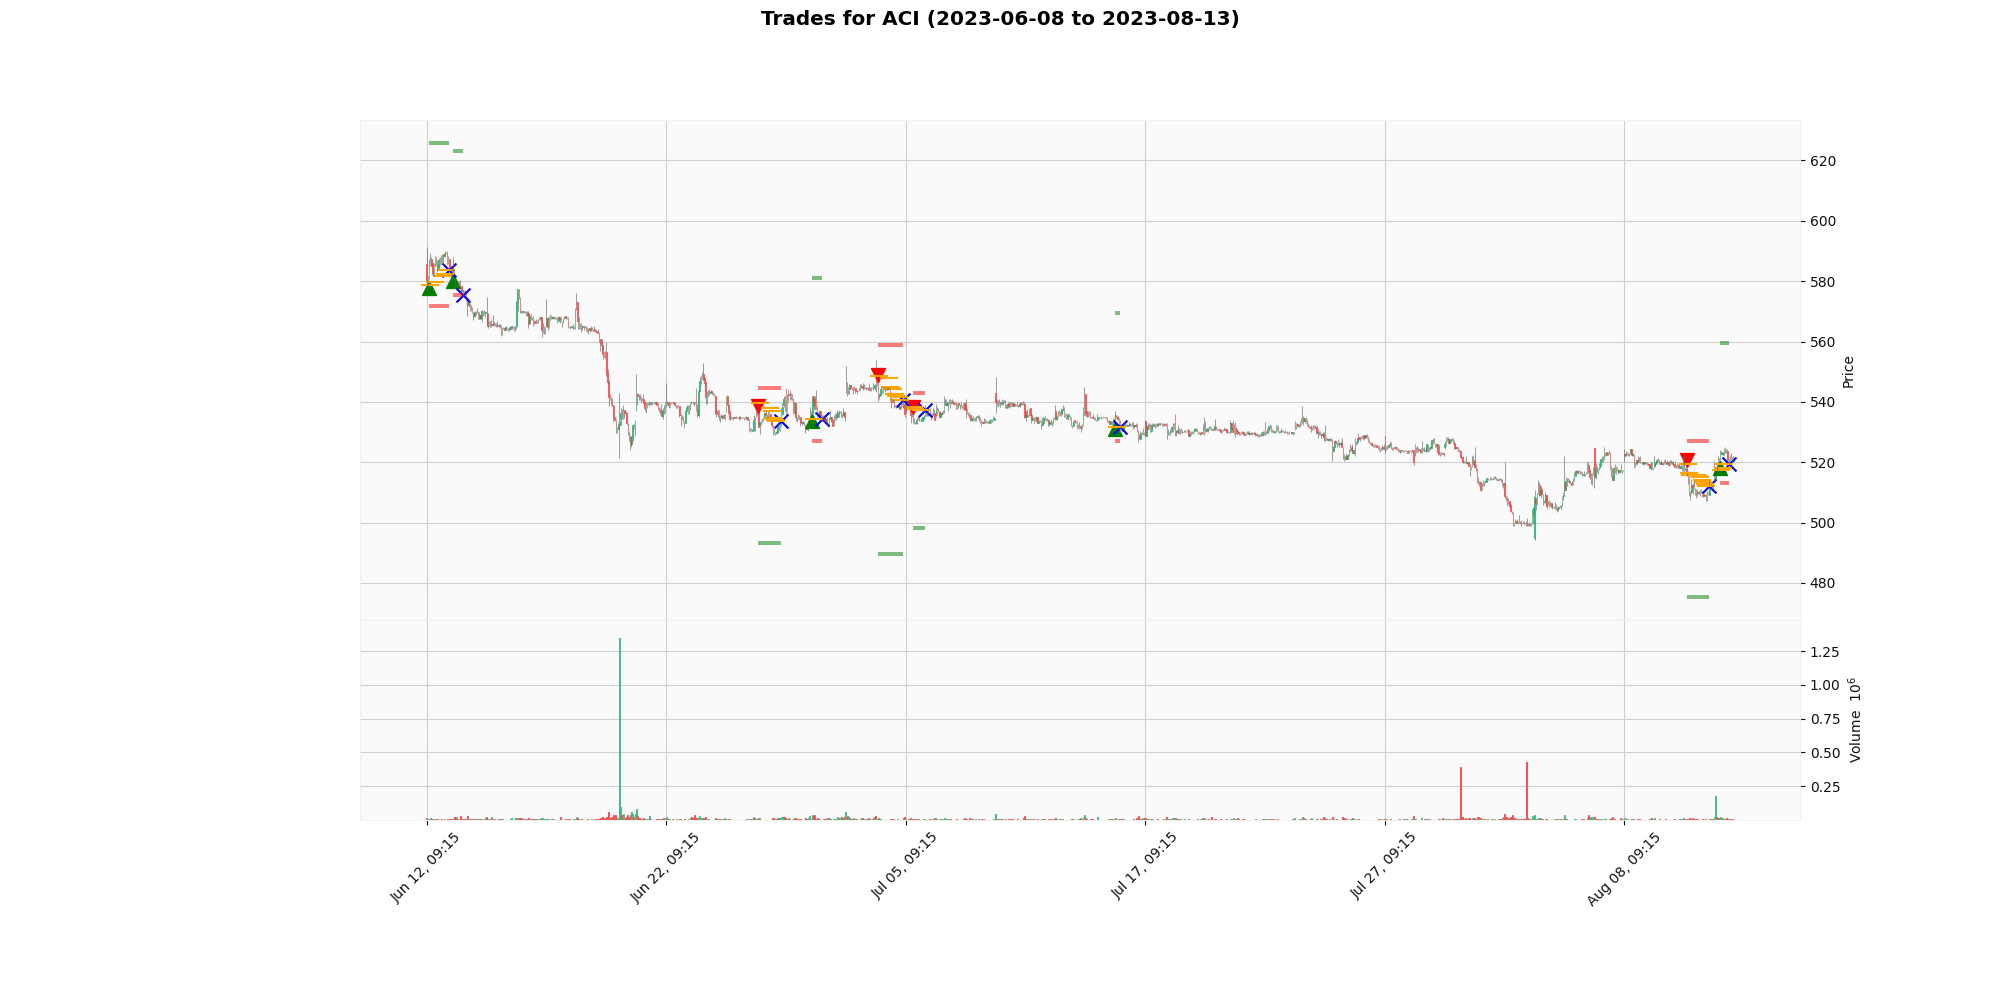 Trades for ACI (2023-06-08 to 2023-08-13)
620
600
580
560
540
520
500
480
Price
1.25
1.00
0.75
0.50
0.25
Volume 10⁶
Jun 12, 09:15
Jun 22, 09:15
Jul 05, 09:15
Jul 17, 09:15
Jul 27, 09:15
Aug 08, 09:15